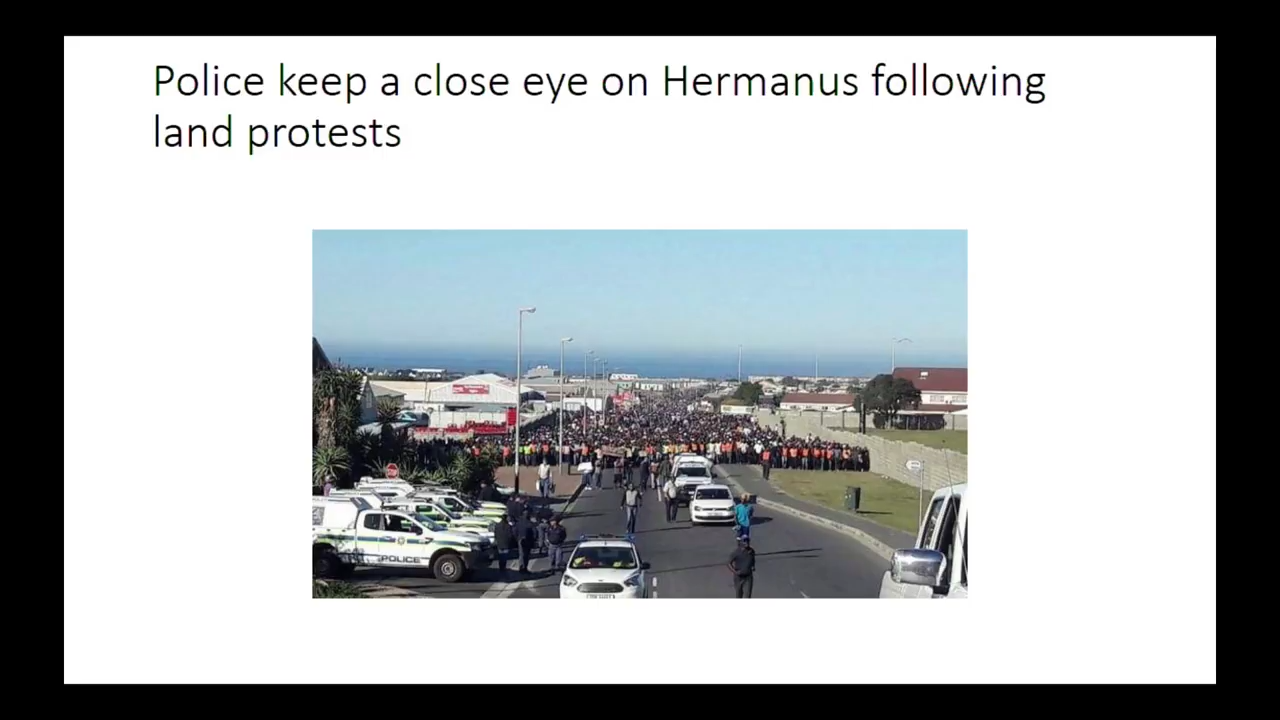 Police keep a close eye on Hermanus following
land protests
POLICE